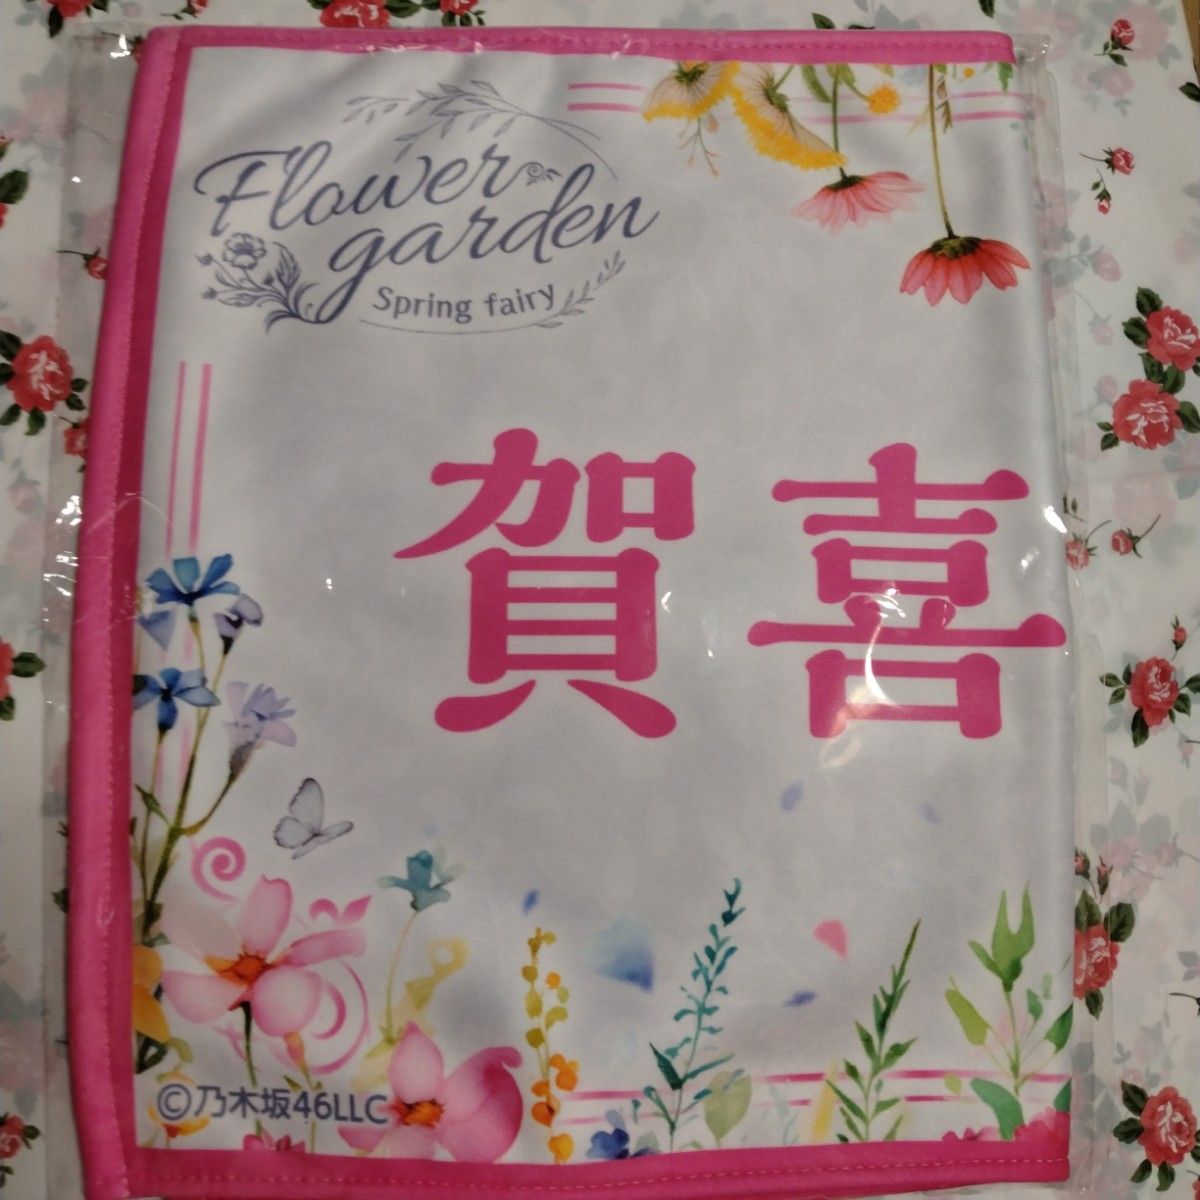 Flower
garden
Spring fairy
賀喜
©乃木坂46LLC